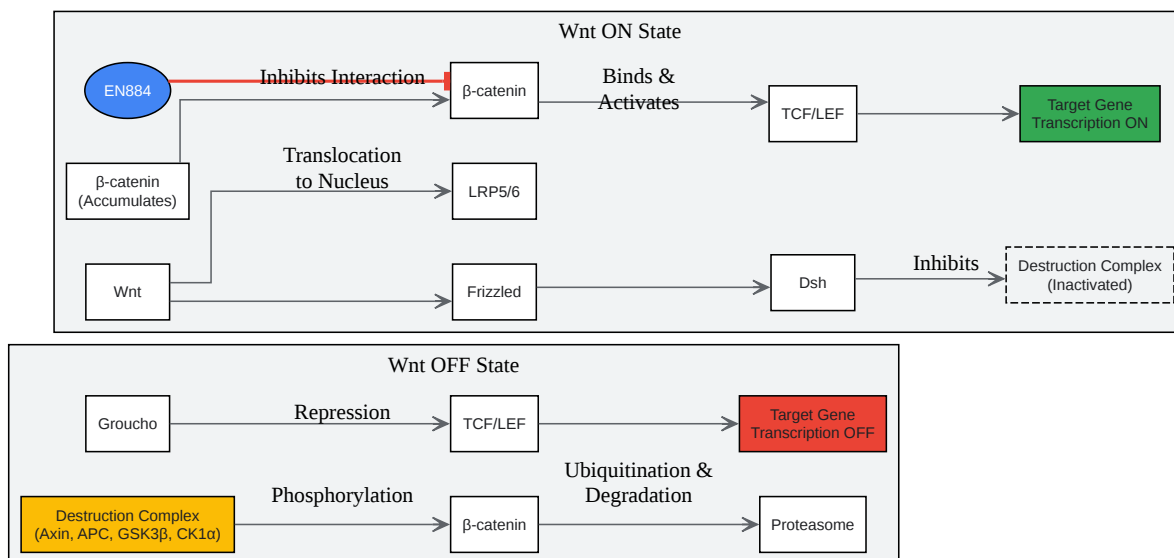 Wnt ON State
EN884
Inhibits Interaction
β-catenin
Binds &
Activates
TCF/LEF
Target Gene
Transcription ON
β-catenin
(Accumulates)
Translocation
to Nucleus
LRP5/6
Wnt
Frizzled
Dsh
Inhibits
Destruction Complex
(Inactivated)
Wnt OFF State
Groucho
Repression
TCF/LEF
Target Gene
Transcription OFF
Destruction Complex
(Axin, APC, GSK3β, CK1α)
Phosphorylation
β-catenin
Ubiquitination &
Degradation
Proteasome